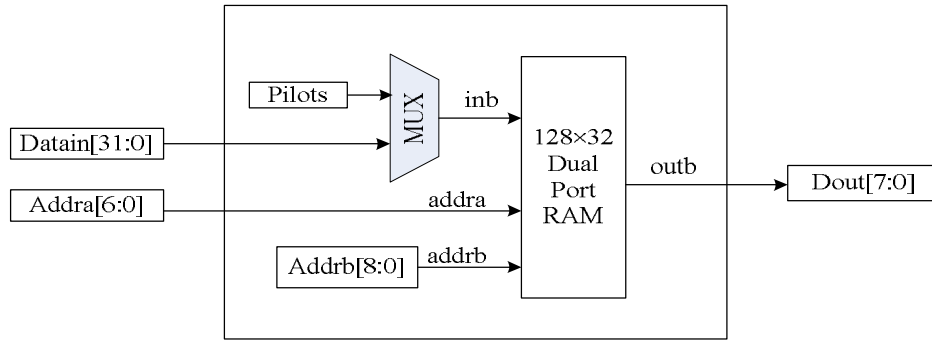 Pilots
MUX
inb
Datain[31:0]
128×32
Dual
Port
RAM
outb
Dout[7:0]
Addra[6:0]
addra
Addrb[8:0]
addrb